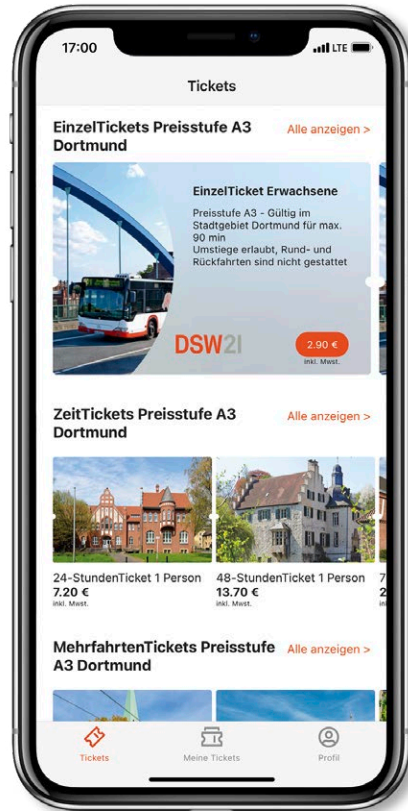 17:00
LTE
Tickets
EinzelTickets Preisstufe A3
Dortmund
Alle anzeigen >
EinzelTicket Erwachsene
Preisstufe A3 - Gültig im
Stadtgebiet Dortmund für max.
90 min
Umstiege erlaubt, Rund- und
Rückfahrten sind nicht gestattet
DSW21
2.90 €
inkl. Mwst.
ZeitTickets Preisstufe A3
Dortmund
Alle anzeigen >
24-StundenTicket 1 Person
7.20 €
inkl. Mwst.
48-StundenTicket 1 Person
13.70 €
inkl. Mwst.
7
2
MehrfahrtenTickets Preisstufe
A3 Dortmund
Alle anzeigen >
Tickets
Meine Tickets
Profil